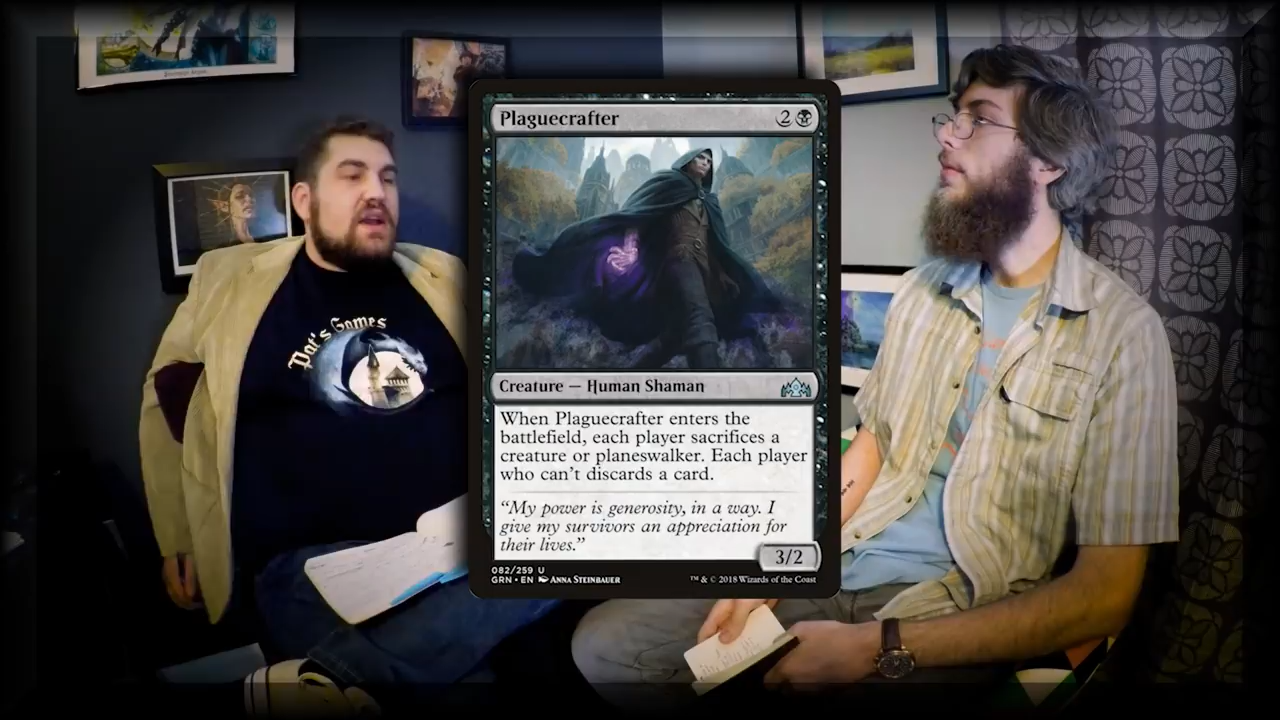 Pat's Games
Plaguecrafter 2
Creature — Human Shaman
When Plaguecrafter enters the
battlefield, each player sacrifices a
creature or planeswalker. Each player
who can't discards a card.
“My power is generosity, in a way. I
give my survivors an appreciation for
their lives.”
3/2
082/259 U
GRN • EN Anna Steinbauer
™ & © 2018 Wizards of the Coast